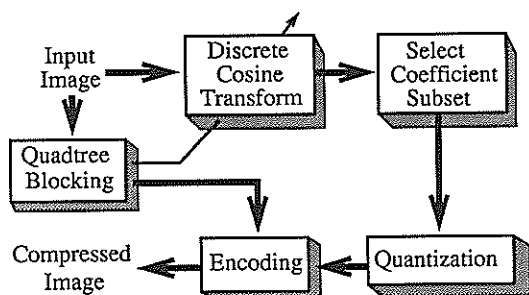 Input
Image
Discrete
Cosine
Transform
Select
Coefficient
Subset
Quadtree
Blocking
Compressed
Image
Encoding
Quantization